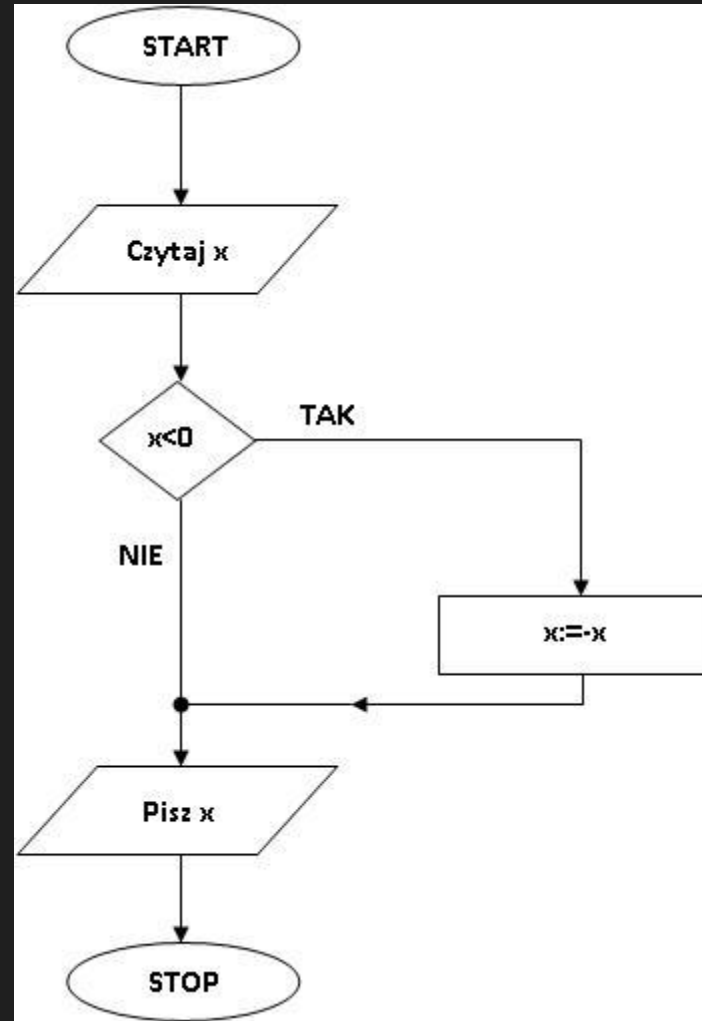 START
Czytaj x
x<0
TAK
NIE
x:=-x
Pisz x
STOP